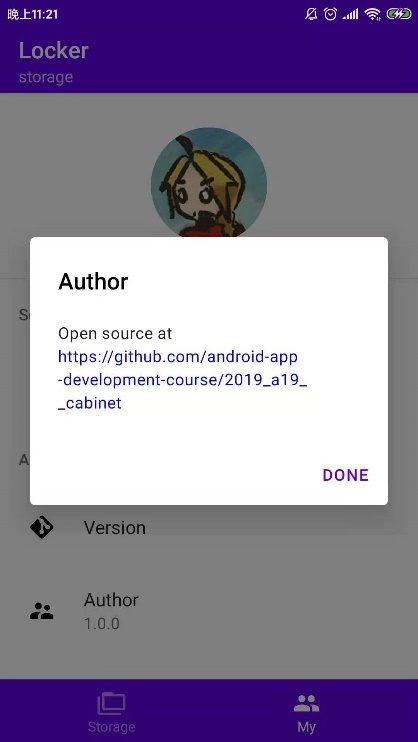 晚上11:21
Locker
storage
Author
Open source at
https://github.com/android-app
-development-course/2019_a19_
_cabinet
DONE
Version
Author
1.0.0
Storage
My